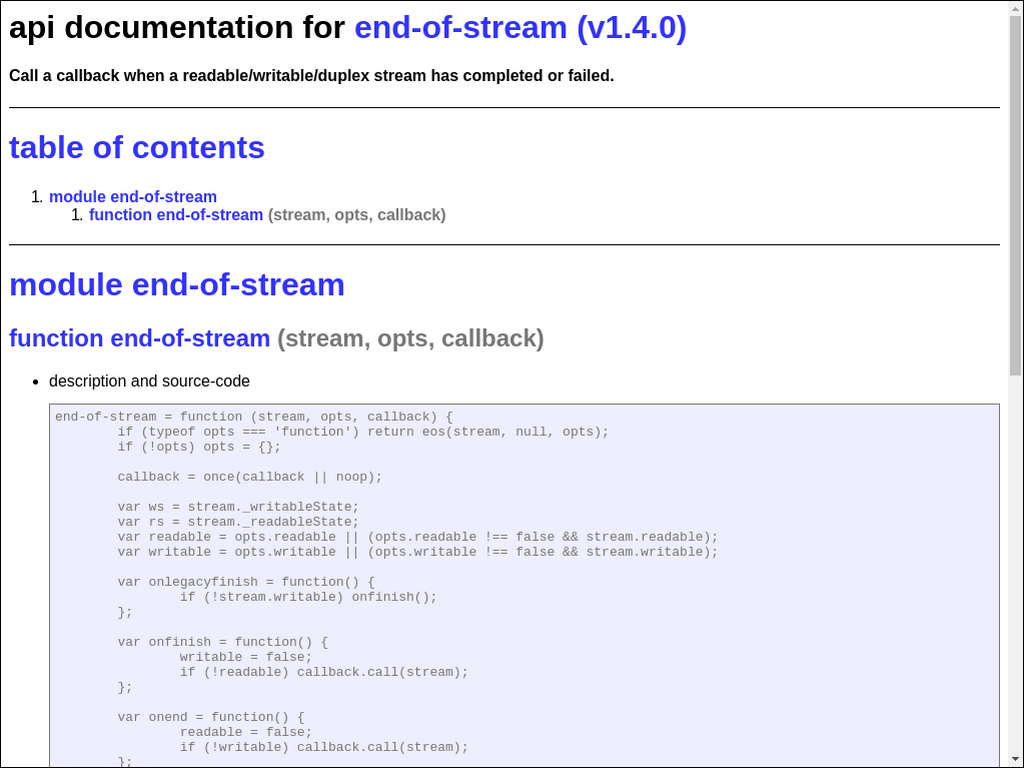 api documentation for end-of-stream (v1.4.0)
Call a callback when a readable/writable/duplex stream has completed or failed.
table of contents
1. module end-of-stream
1. function end-of-stream (stream, opts, callback)
module end-of-stream
function end-of-stream (stream, opts, callback)
• description and source-code
end-of-stream = function (stream, opts, callback) {
        if (typeof opts === 'function') return eos(stream, null, opts);
        if (!opts) opts = {};
        callback = once(callback || noop);
        var ws = stream._writableState;
        var rs = stream._readableState;
        var readable = opts.readable || (opts.readable !== false && stream.readable);
        var writable = opts.writable || (opts.writable !== false && stream.writable);
        var onlegacyfinish = function() {
                if (!stream.writable) onfinish();
        };
        var onfinish = function() {
                writable = false;
                if (!readable) callback.call(stream);
        };
        var onend = function() {
                readable = false;
                if (!writable) callback.call(stream);
        };